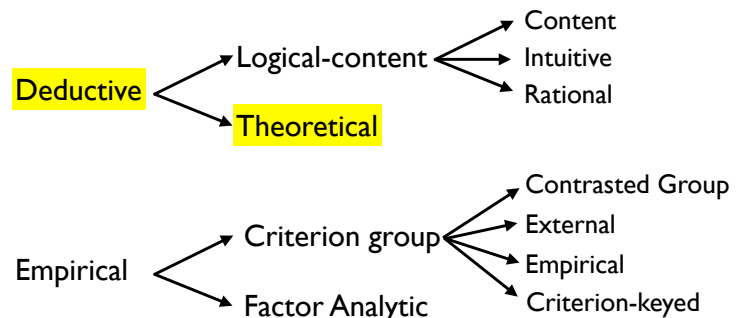 Content
Logical-content
Intuitive
Deductive
Rational
Theoretical
Contrasted Group
Criterion group
External
Empirical
Empirical
Factor Analytic
Criterion-keyed